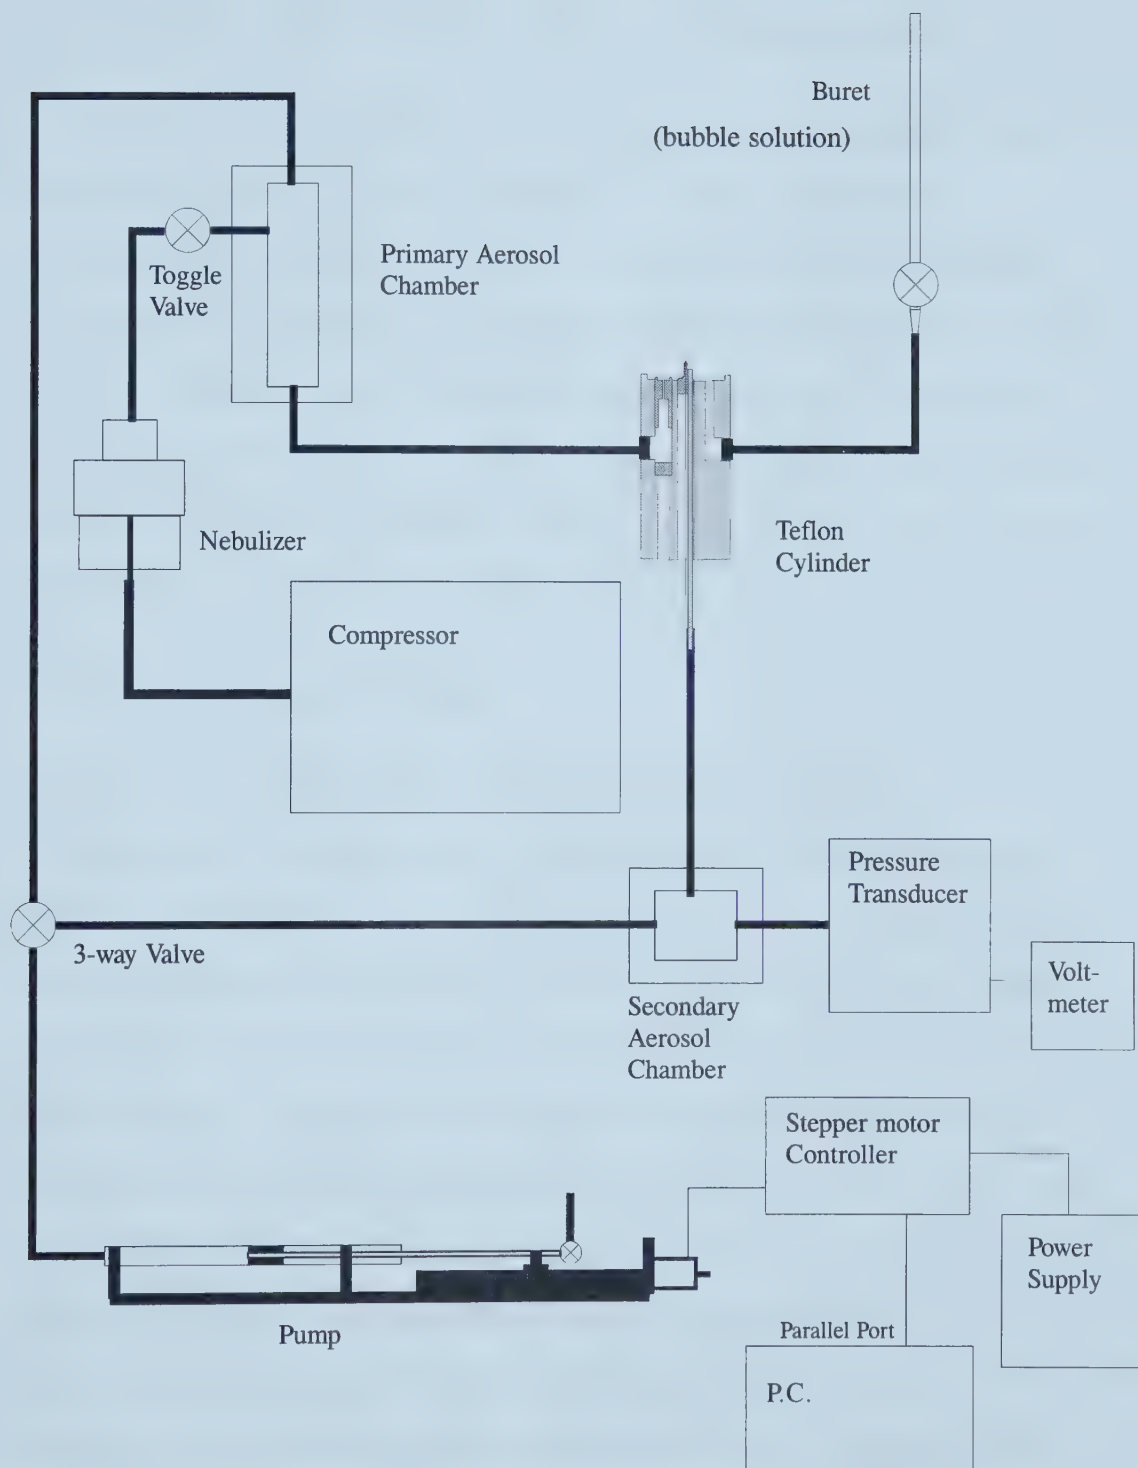 Buret
(bubble solution)
Primary Aerosol
Chamber
Toggle
Valve
Nebulizer
Teflon
Cylinder
Compressor
Pressure
Transducer
3-way Valve
Volt-
meter
Secondary
Aerosol
Chamber
Stepper motor
Controller
Power
Supply
Pump
Parallel Port
P.C.